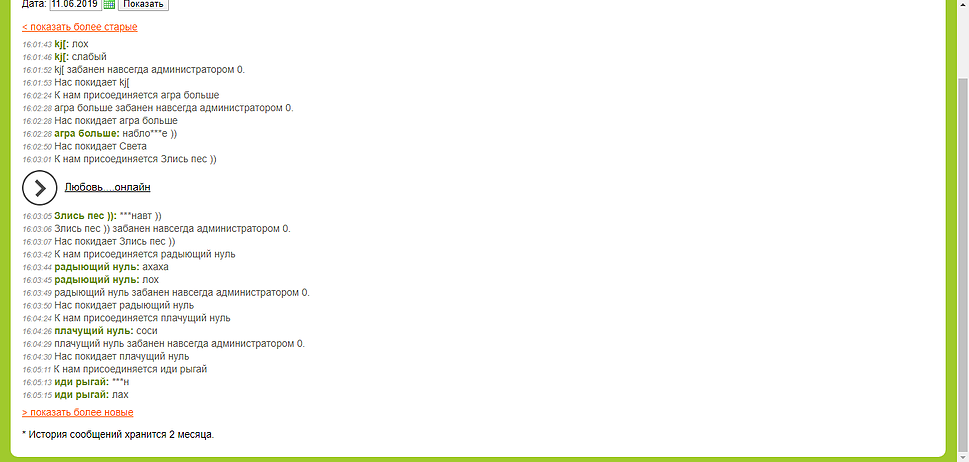 Дата: 11.06.2019 Показать
< показать более старые
16:01:43 kj[: лох
16:01:46 kj[: слабый
16:01:52 kj[ забанен навсегда администратором 0.
16:01:53 Нас покидает kj[
16:02:24 К нам присоединяется агра больше
16:02:28 агра больше забанен навсегда администратором 0.
16:02:28 Нас покидает агра больше
16:02:28 агра больше: набло***е ))
16:02:50 Нас покидает Света
16:03:01 К нам присоединяется Злись пес ))
Любовь....онлайн
16:03:05 Злись пес )): ***навт ))
16:03:06 Злись пес )) забанен навсегда администратором 0.
16:03:07 Нас покидает Злись пес ))
16:03:42 К нам присоединяется радыющий нуль
16:03:44 радыющий нуль: ахаха
16:03:45 радыющий нуль: лох
16:03:49 радыющий нуль забанен навсегда администратором 0.
16:03:50 Нас покидает радыющий нуль
16:04:24 К нам присоединяется плачущий нуль
16:04:26 плачущий нуль: соси
16:04:29 плачущий нуль забанен навсегда администратором 0.
16:04:30 Нас покидает плачущий нуль
16:05:11 К нам присоединяется иди рыгай
16:05:13 иди рыгай: ***н
16:05:15 иди рыгай: лах
> показать более новые
* История сообщений хранится 2 месяца.